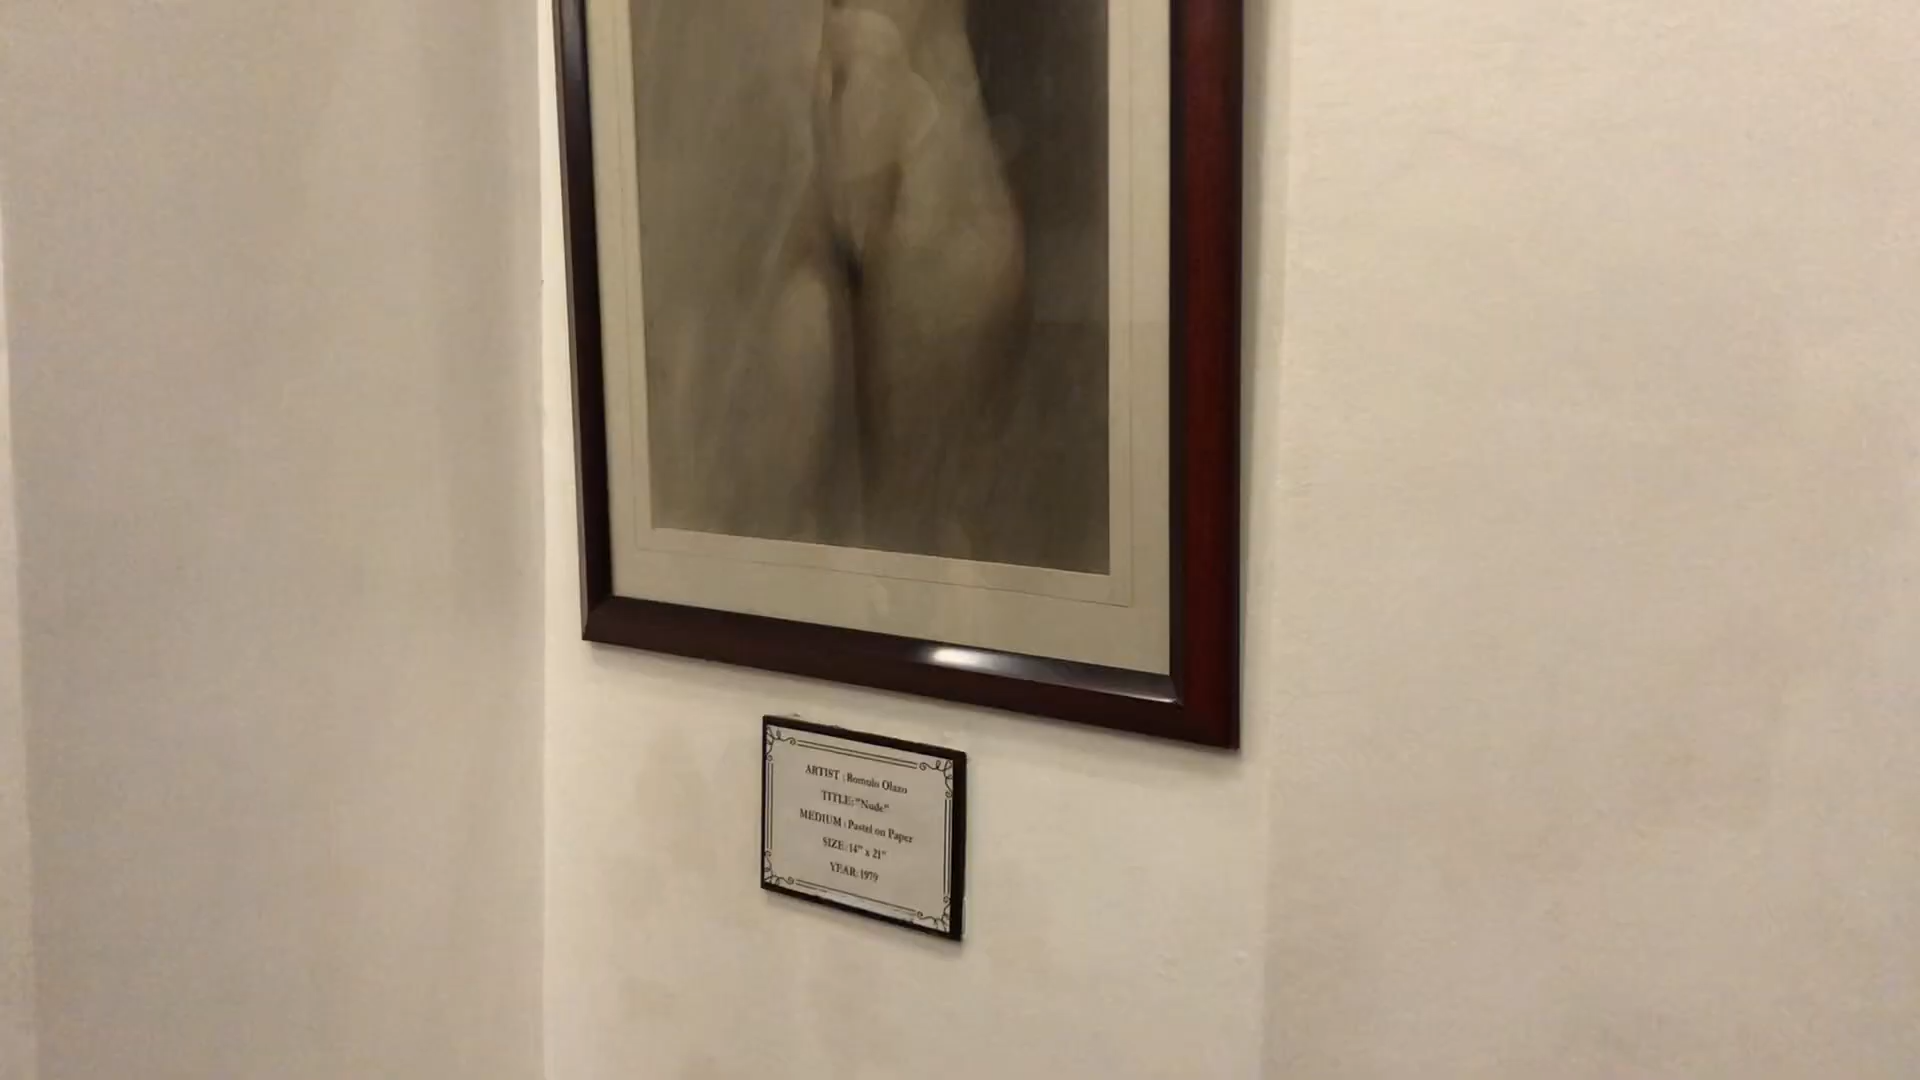 ARTIST : Romulo Olazo
TITLE: "Nude"
MEDIUM : Pastel on Paper
SIZE: 14" x 21"
YEAR: 1979